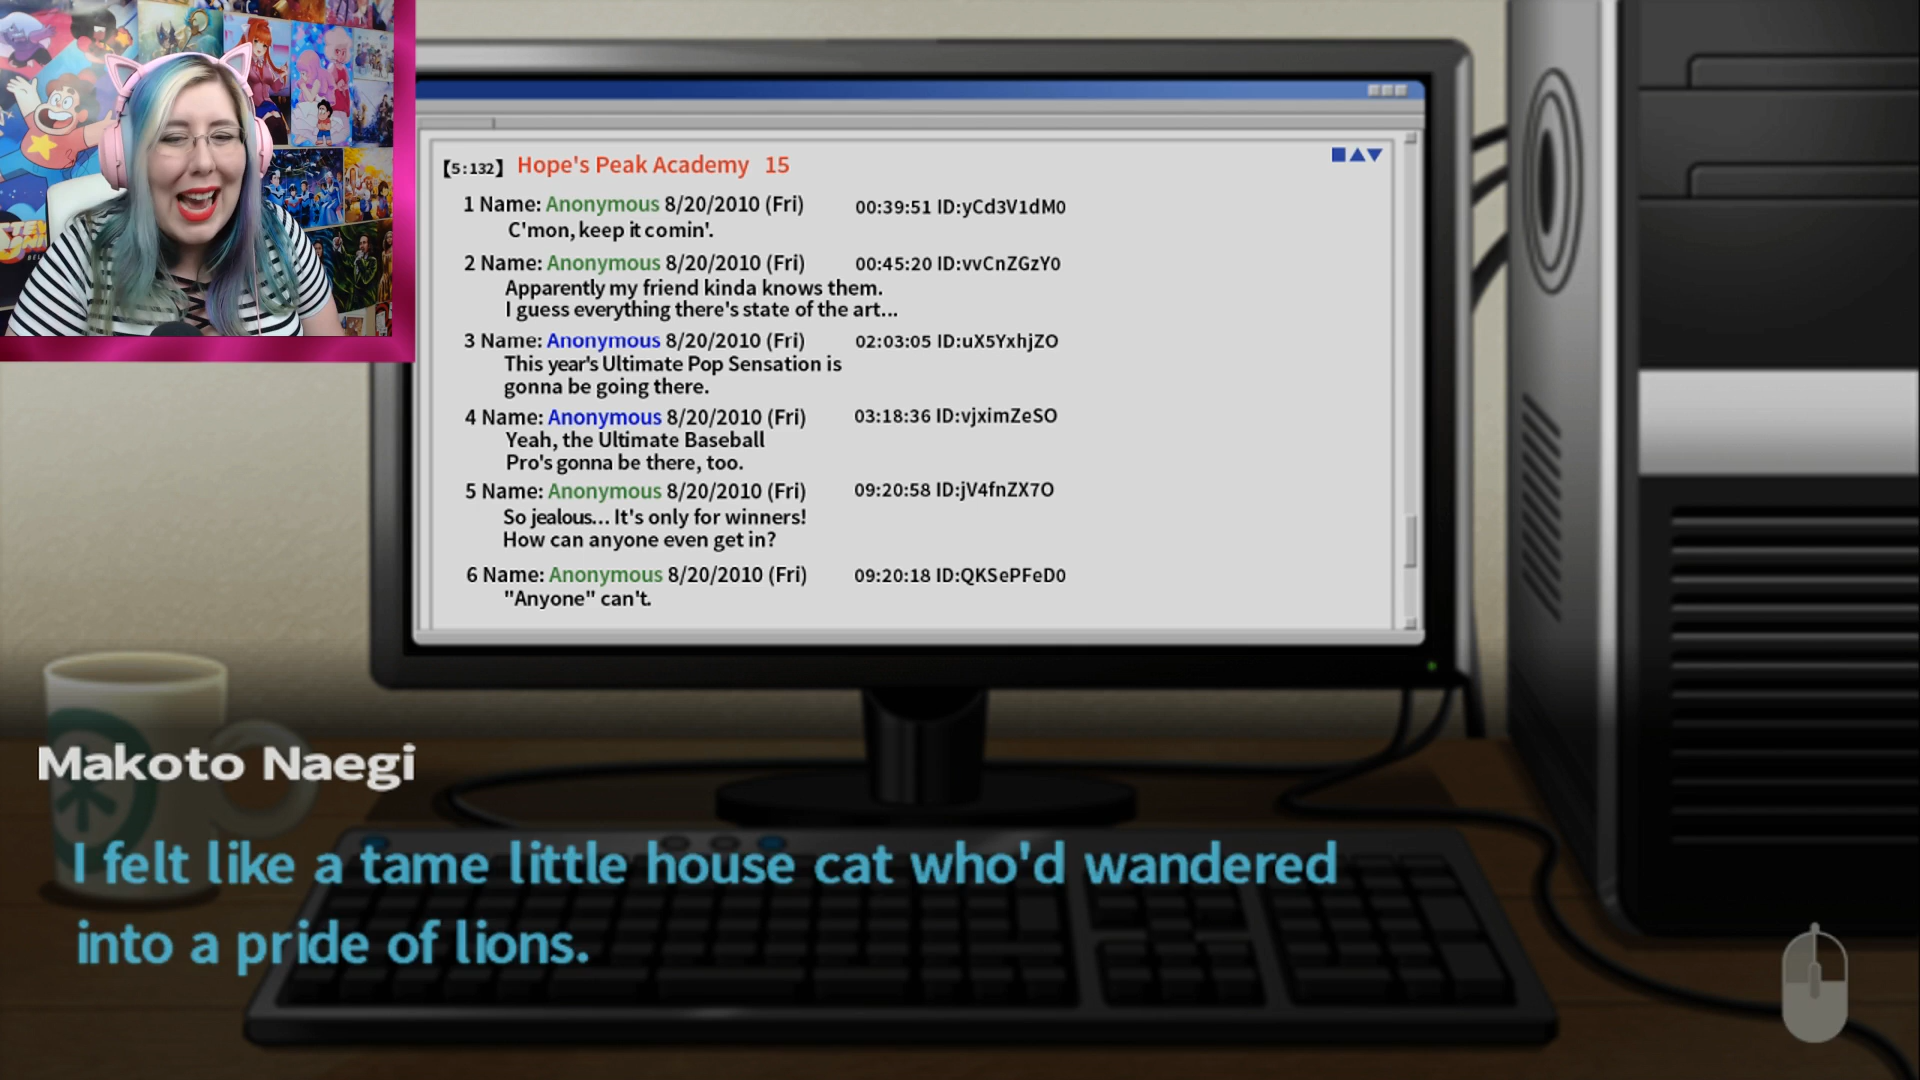 【5:132】 Hope's Peak Academy 15
1 Name: Anonymous 8/20/2010 (Fri) 00:39:51 ID:yCd3V1dM0
C'mon, keep it comin'.
2 Name: Anonymous 8/20/2010 (Fri) 00:45:20 ID:vvCnZGzY0
Apparently my friend kinda knows them.
I guess everything there's state of the art...
3 Name: Anonymous 8/20/2010 (Fri) 02:03:05 ID:uX5YxhjZO
This year's Ultimate Pop Sensation is
gonna be going there.
4 Name: Anonymous 8/20/2010 (Fri) 03:18:36 ID:vjximZeSO
Yeah, the Ultimate Baseball
Pro's gonna be there, too.
5 Name: Anonymous 8/20/2010 (Fri) 09:20:58 ID:jV4fnZX7O
So jealous... It's only for winners!
How can anyone even get in?
6 Name: Anonymous 8/20/2010 (Fri) 09:20:18 ID:QKSePFeD0
"Anyone" can't.
Makoto Naegi
I felt like a tame little house cat who'd wandered
into a pride of lions.